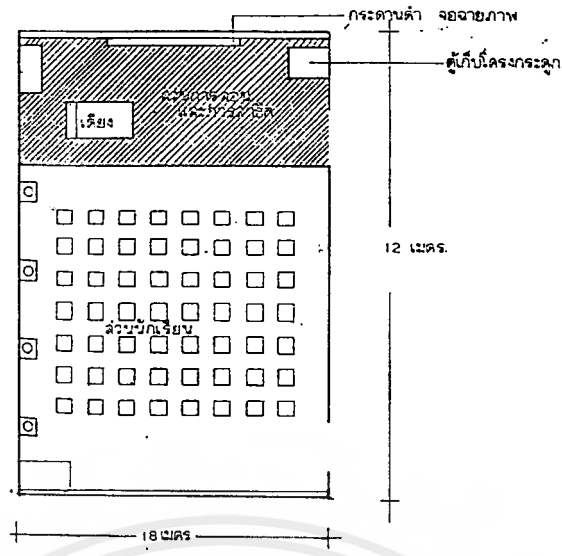 กระดานดำ จอฉายภาพ
ตู้เก็บโครงกระดูก
เตียง
12 เมตร.
ส่วนนักเรียน
18 เมตร